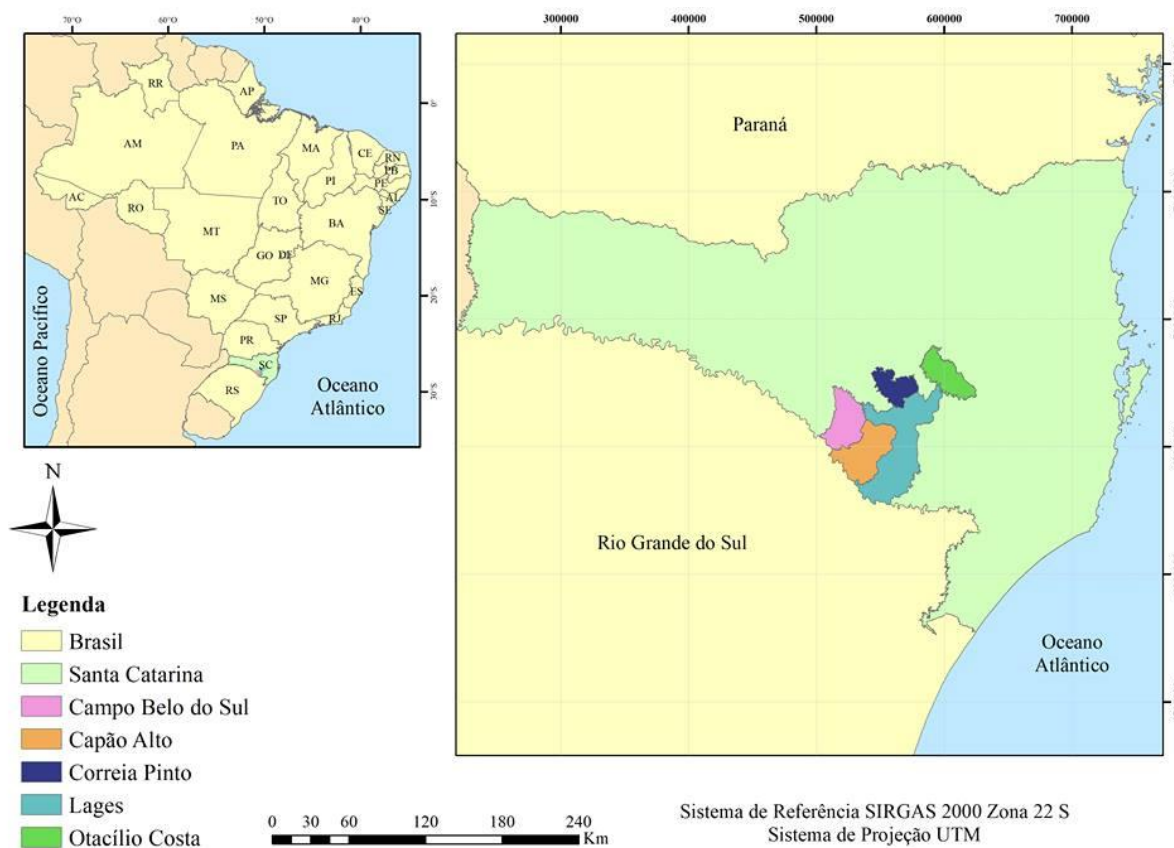 70°O 60°O 50°O 40°O
0°
10°S
20°S
30°S
RR
AP
AM
PA
MA
CE
RN
PB
PE
AL
SE
PI
AC
RO
TO
BA
MT
GO
DF
MG
ES
MS
SP
RJ
PR
SC
RS
Oceano Pacífico
Oceano
Atlântico
300000 400000 500000 600000 700000
Paraná
Rio Grande do Sul
Oceano
Atlântico
N
Legenda
Brasil
Santa Catarina
Campo Belo do Sul
Capão Alto
Correia Pinto
Lages
Otacílio Costa
0 15 30 60 120 180 240
Km
Sistema de Referência SIRGAS 2000 Zona 22 S
Sistema de Projeção UTM